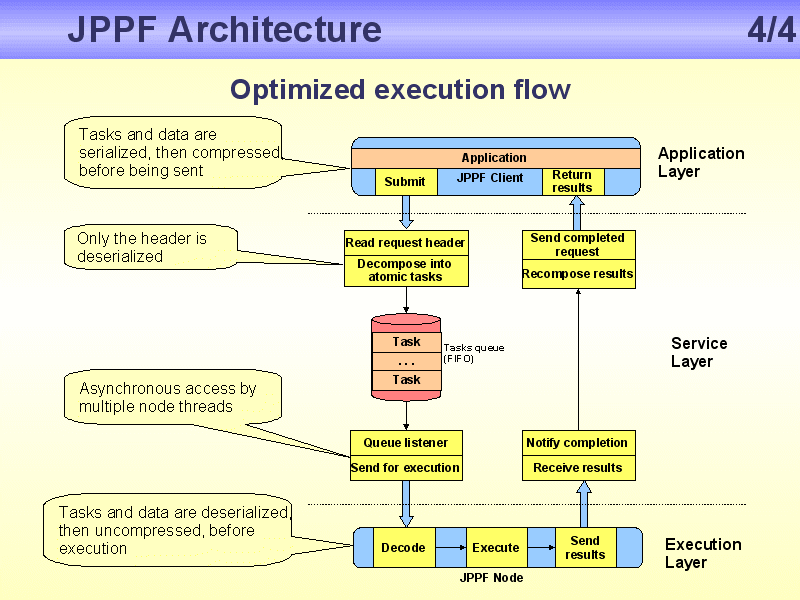 JPPF Architecture 4/4
Optimized execution flow
Tasks and data are
serialized, then compressed
before being sent
Application
Submit
JPPF Client
Return
results
Application
Layer
Only the header is
deserialized
Read request header
Decompose into
atomic tasks
Send completed
request
Recompose results
Task
...
Task
Tasks queue
(FIFO)
Service
Layer
Asynchronous access by
multiple node threads
Queue listener
Send for execution
Notify completion
Receive results
Tasks and data are deserialized,
then uncompressed, before
execution
Decode
Execute
Send
results
JPPF Node
Execution
Layer